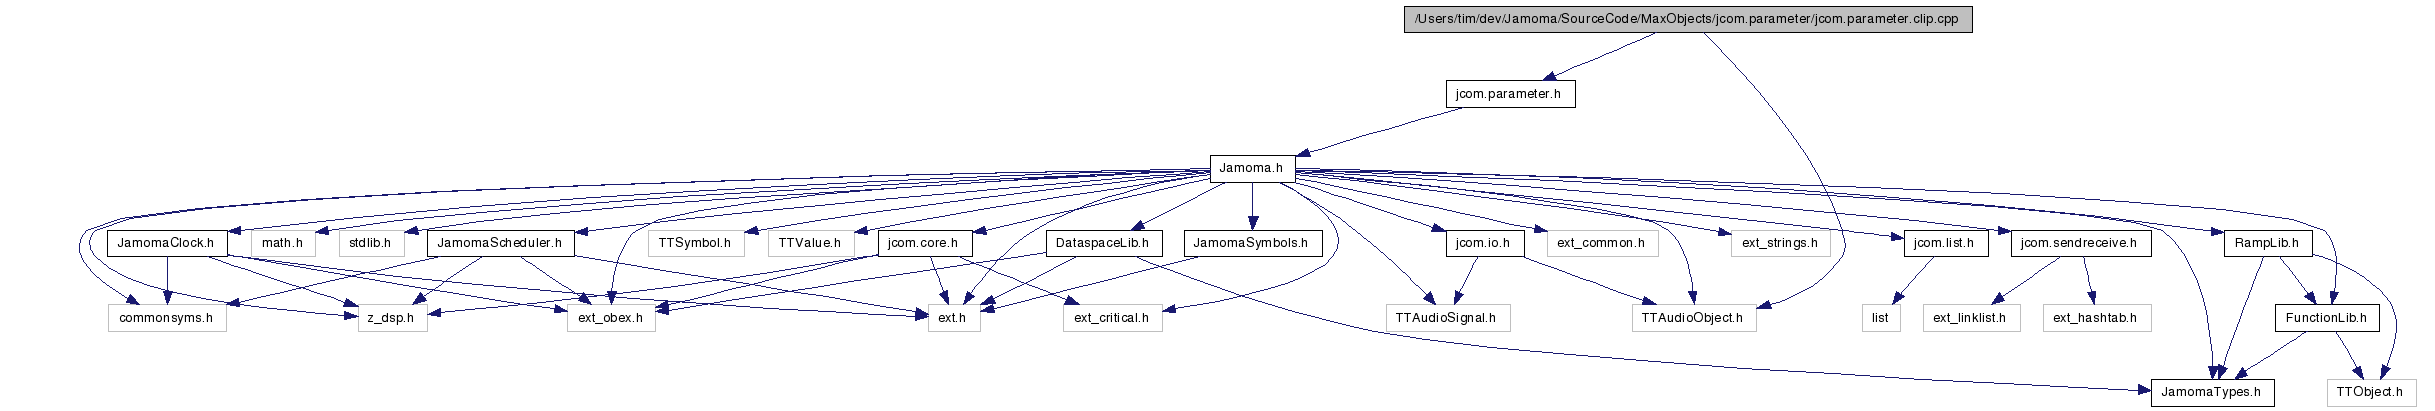 /Users/tim/dev/Jamoma/SourceCode/MaxObjects/jcom.parameter/jcom.parameter.clip.cpp
jcom.parameter.h
Jamoma.h
JamomaClock.h
math.h
stdlib.h
JamomaScheduler.h
TTSymbol.h
TTValue.h
jcom.core.h
DataspaceLib.h
JamomaSymbols.h
jcom.io.h
ext_common.h
ext_strings.h
jcom.list.h
jcom.sendreceive.h
RampLib.h
commonsyms.h
z_dsp.h
ext_obex.h
ext.h
ext_critical.h
TTAudioSignal.h
TTAudioObject.h
list
ext_linklist.h
ext_hashtab.h
FunctionLib.h
JamomaTypes.h
TTObject.h